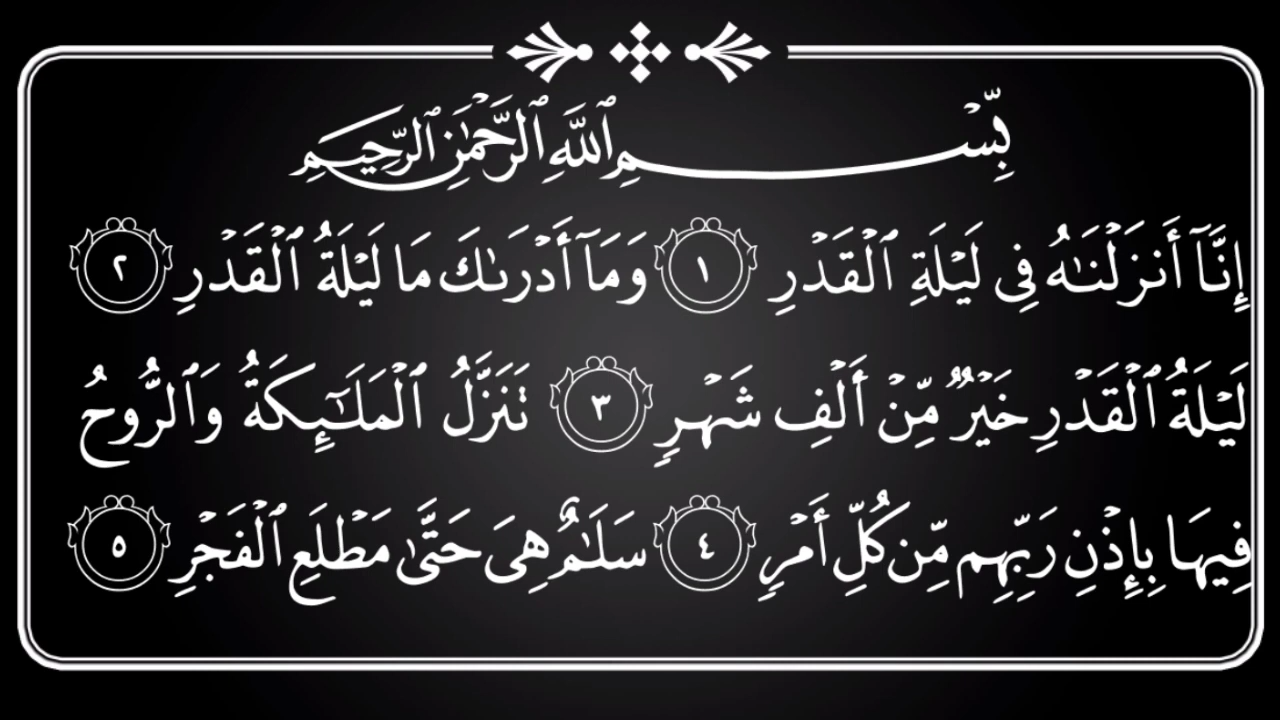 بِسْمِ ٱللَّهِ ٱلرَّحْمَٰنِ ٱلرَّحِيمِ
إِنَّآ أَنزَلْنَـٰهُ فِى لَيْلَةِ ٱلْقَدْرِ ١ وَمَآ أَدْرَىٰكَ مَا لَيْلَةُ ٱلْقَدْرِ ٢
لَيْلَةُ ٱلْقَدْرِ خَيْرٌ مِّنْ أَلْفِ شَهْرٍ ٣ تَنَزَّلُ ٱلْمَلَـٰٓئِكَةُ وَٱلرُّوحُ
فِيهَا بِإِذْنِ رَبِّهِم مِّن كُلِّ أَمْرٍ ٤ سَلَـٰمٌ هِىَ حَتَّىٰ مَطْلَعِ ٱلْفَجْرِ ٥